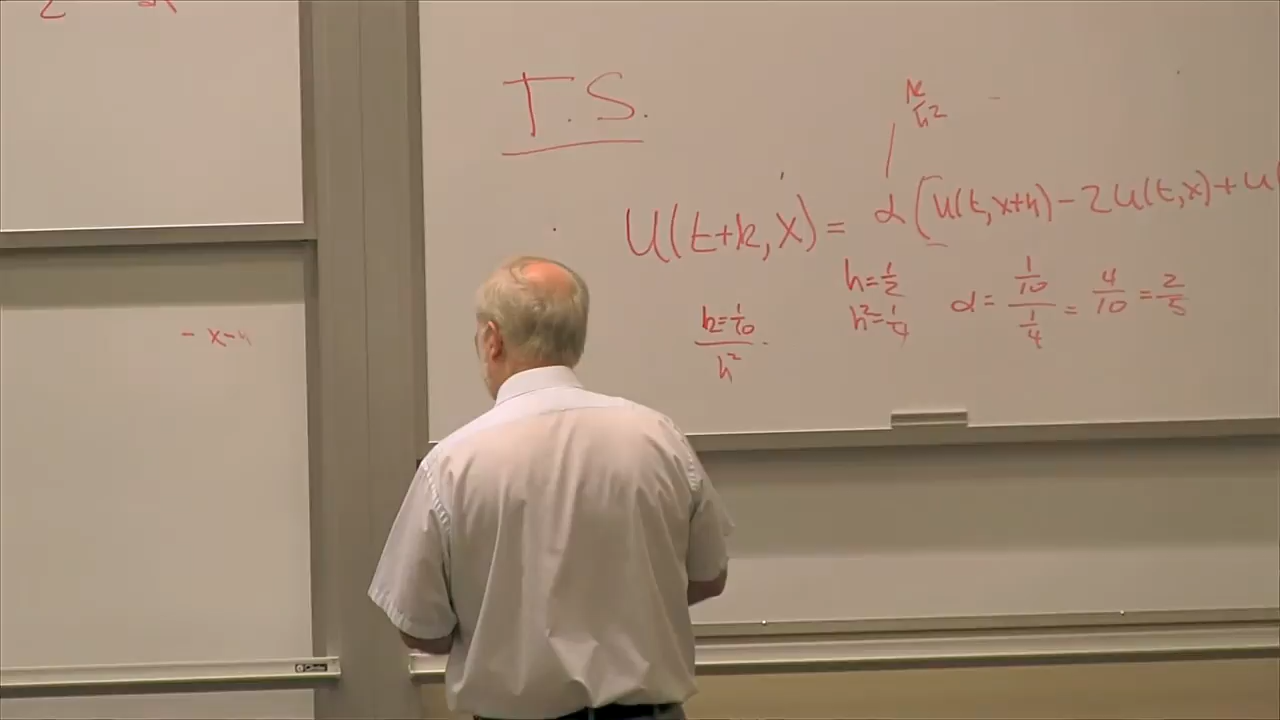 T.S.
k/h²
U(t+k,x) = α(U(t,x+h)-2U(t,x)+U(
h=1/2
h²=1/4
α = 1/10 / 1/4 = 4/10 = 2/5
k=1/10 / h²
- x-h